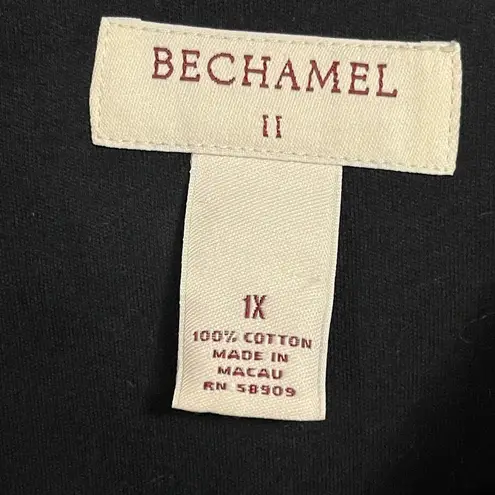 BECHAMEL
II
1X
100% COTTON
MADE IN
MACAU
RN 58909